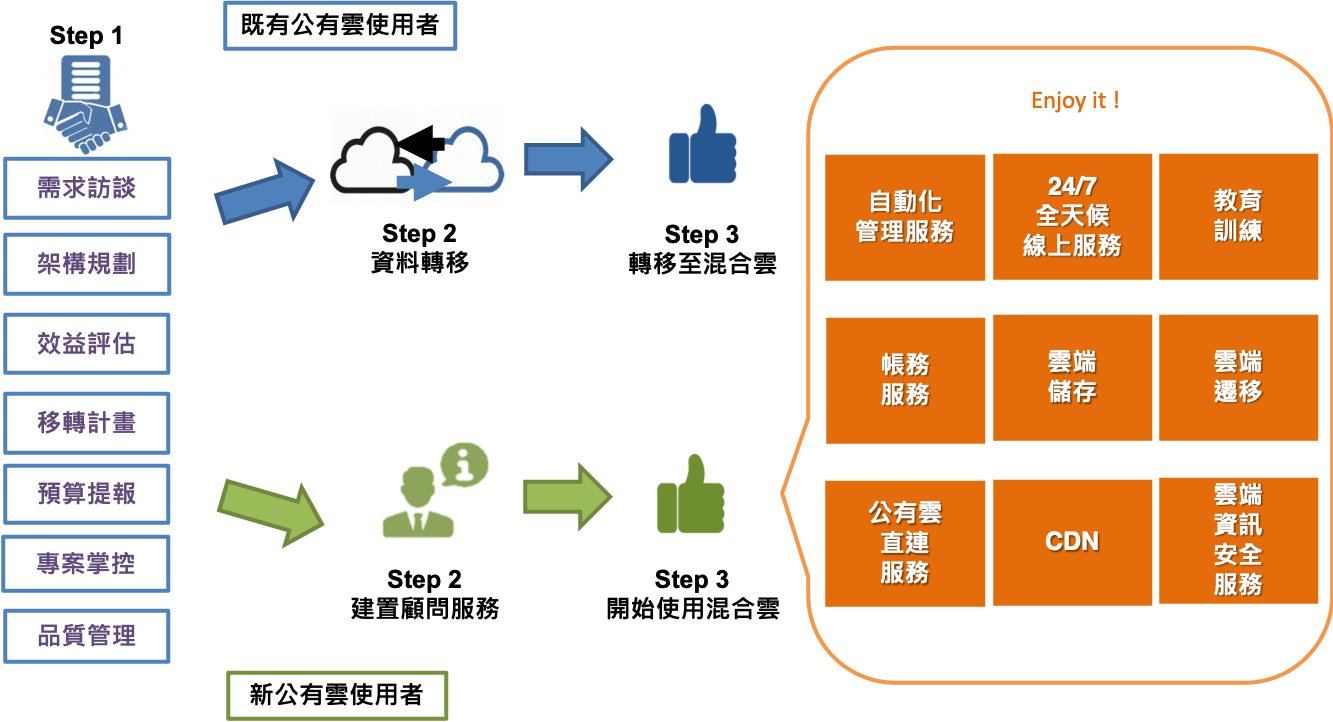 Step 1
需求訪談
架構規劃
效益評估
移轉計畫
預算提報
專案掌控
品質管理
既有公有雲使用者
Step 2
資料轉移
Step 3
轉移至混合雲
Step 2
建置顧問服務
Step 3
開始使用混合雲
新公有雲使用者
Enjoy it !
自動化
管理服務
24/7
全天候
線上服務
教育
訓練
帳務
服務
雲端
儲存
雲端
遷移
公有雲
直連
服務
CDN
雲端
資訊
安全
服務